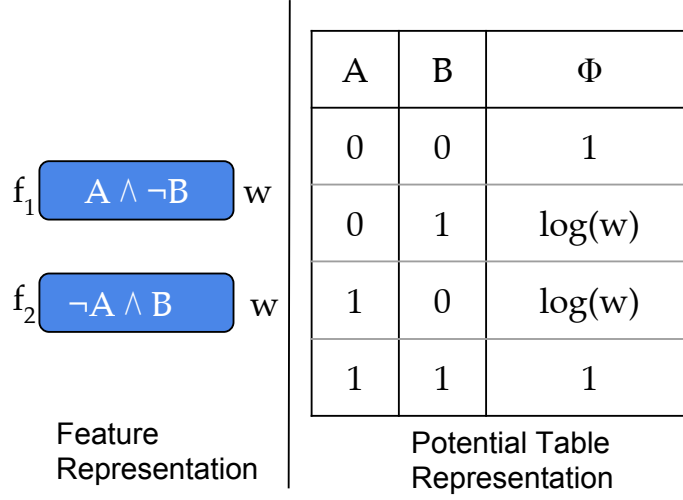 f1 A ∧ ¬B w
f2 ¬A ∧ B w
Feature
Representation
A B Φ
0 0 1
0 1 log(w)
1 0 log(w)
1 1 1
Potential Table
Representation